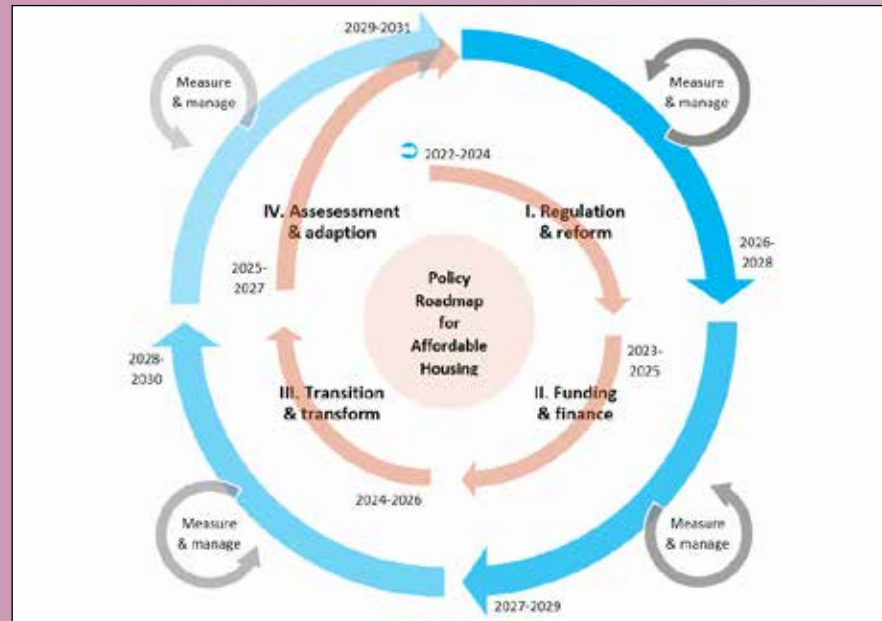 2029-2031
Measure
& manage
Measure
& manage
2022-2024
IV. Assesessment
& adaption
I. Regulation
& reform
2026-
2028
2025-
2027
Policy
Roadmap
for
Affordable
Housing
2023-
2025
2028-
2030
III. Transition
& transform
II. Funding
& finance
2024-2026
Measure
& manage
Measure
& manage
2027-2029